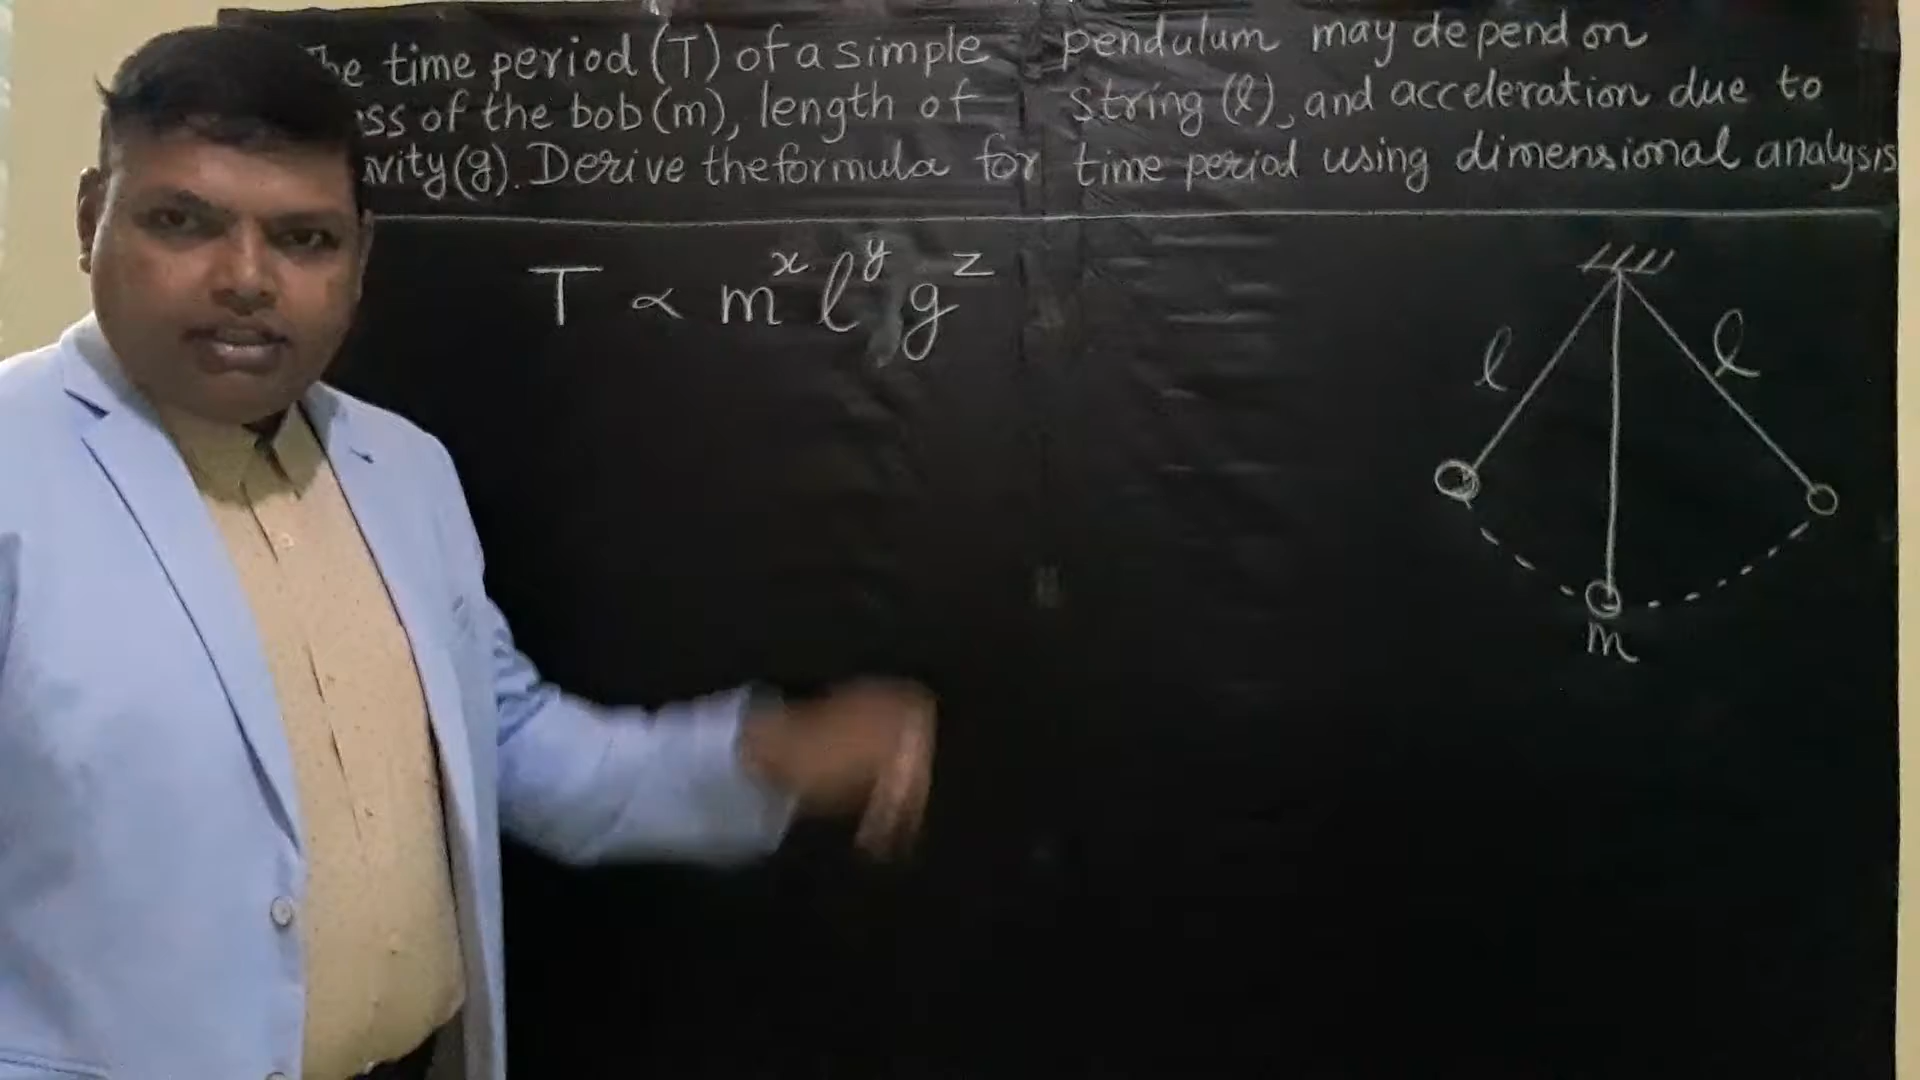 he time period (T) of a simple pendulum may depend on
ss of the bob (m), length of string (l), and acceleration due to
vity (g). Derive the formula for time period using dimensional analysis
T ∝ m^x l^y g^z
l l
m